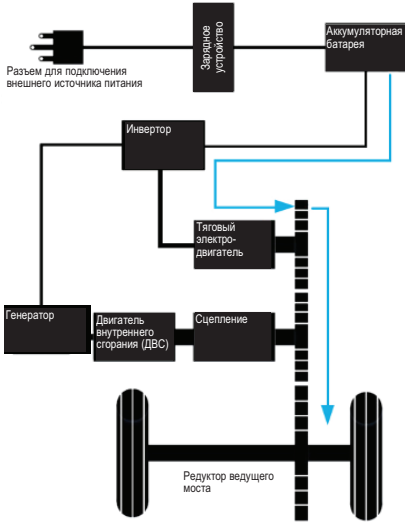 Разъем для подключения
внешнего источника питания
Зарядное
устройство
Аккумуляторная
батарея
Инвертор
Тяговый
электро-
двигатель
Генератор
Двигатель
внутреннего
сгорания (ДВС)
Сцепление
Редуктор ведущего
моста